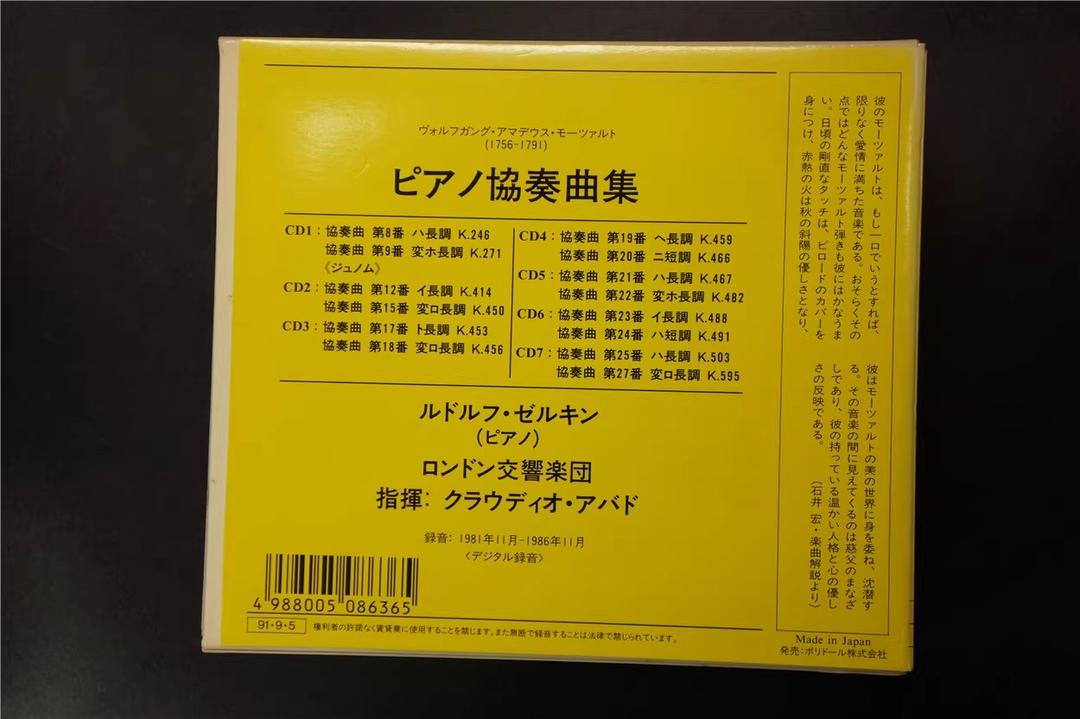 ヴォルフガング・アマデウス・モーツァルト
(1756-1791)
ピアノ協奏曲集
CD1:協奏曲 第8番 ハ長調 K.246
協奏曲 第9番 変ホ長調 K.271
《ジュノム》
CD2:協奏曲 第12番 イ長調 K.414
協奏曲 第15番 変ロ長調 K.450
CD3:協奏曲 第17番 ト長調 K.453
協奏曲 第18番 変ロ長調 K.456
CD4:協奏曲 第19番 ヘ長調 K.459
協奏曲 第20番 ニ短調 K.466
CD5:協奏曲 第21番 ハ長調 K.467
協奏曲 第22番 変ホ長調 K.482
CD6:協奏曲 第23番 イ長調 K.488
協奏曲 第24番 ハ短調 K.491
CD7:協奏曲 第25番 ハ長調 K.503
協奏曲 第27番 変ロ長調 K.595
ルドルフ・ゼルキン
(ピアノ)
ロンドン交響楽団
指揮: クラウディオ・アバド
録音: 1981年11月-1986年11月
〈デジタル録音〉
4 988005 086365
91・9・5
権利者の許諾なく賃貸業に使用することを禁じます。また無断で録音することは法律で禁じられています。
彼のモーツァルトは、もし一口でいうとすれば、
限りなく愛情に満ちた音楽である。おそらくその
点ではどんなモーツァルト弾きも彼にはかなうま
い。日頃の剛直なタッチは、ビロードのカバーを
身につけ、赤熱の火は秋の斜陽の優しさとなり、
彼はモーツァルトの美の世界に身を委ね、沈潜す
る。その音楽の間に見えてくるのは慈父のまなざ
しであり、彼の持っている温かい人格と心の優し
さの反映である。
(石井 宏・楽曲解説より)
Made in Japan
発売:ポリドール株式会社